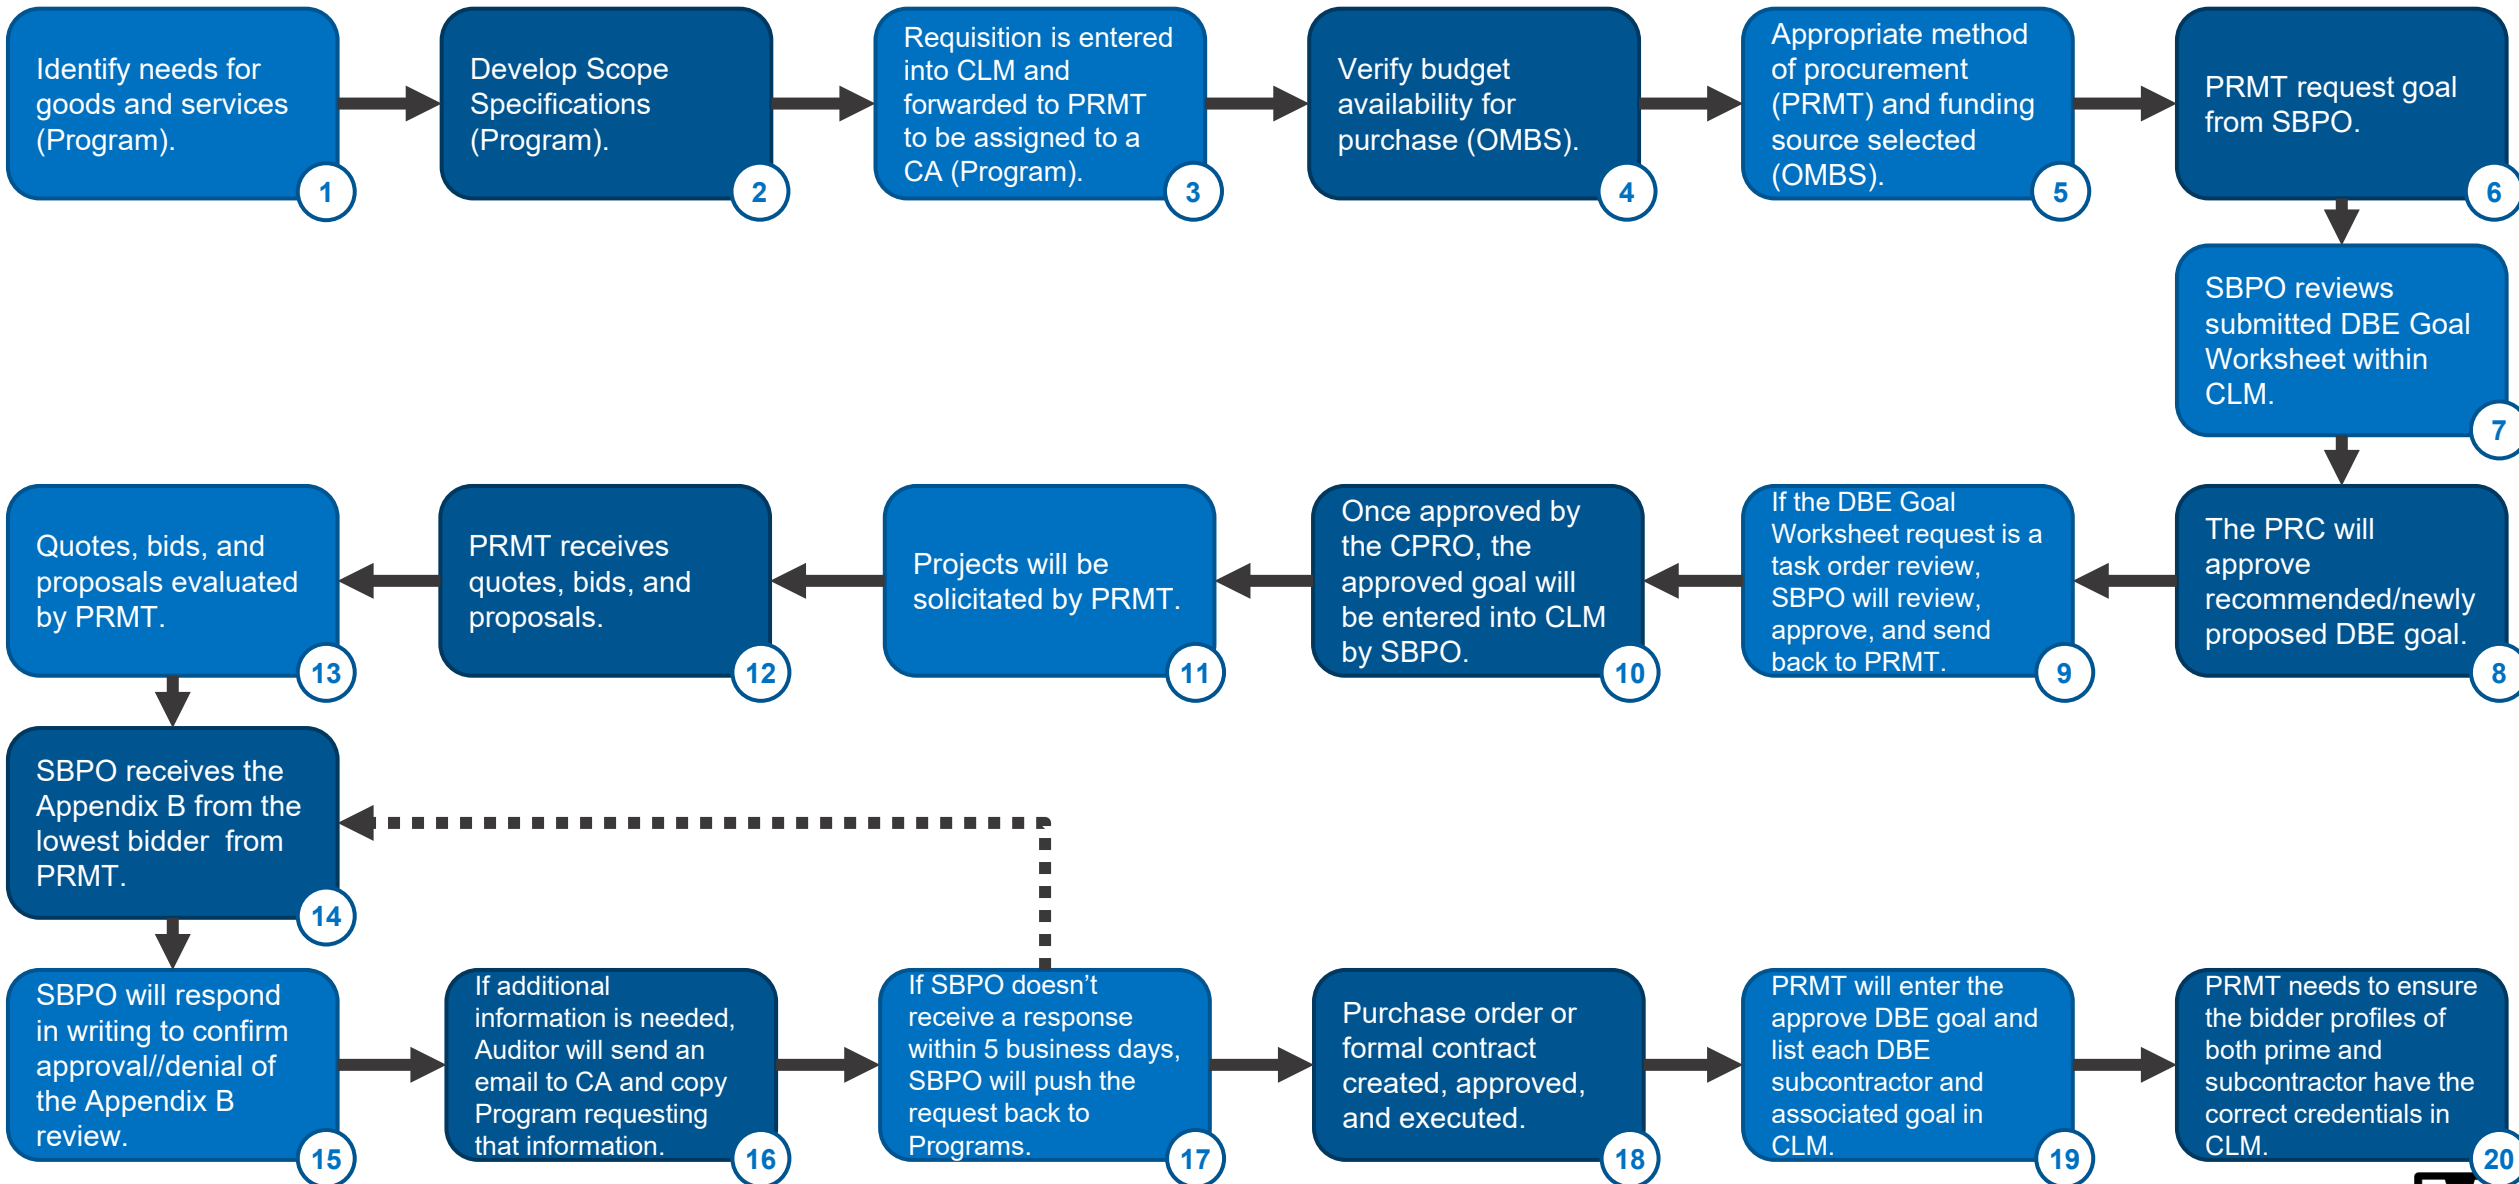 Identify needs for
goods and services
(Program).
1
Develop Scope
Specifications
(Program).
2
Requisition is entered
into CLM and
forwarded to PRMT
to be assigned to a
CA (Program).
3
Verify budget
availability for
purchase (OMBS).
4
Appropriate method
of procurement
(PRMT) and funding
source selected
(OMBS).
5
PRMT request goal
from SBPO.
6
SBPO reviews
submitted DBE Goal
Worksheet within
CLM.
7
The PRC will
approve
recommended/newly
proposed DBE goal.
8
If the DBE Goal
Worksheet request is a
task order review,
SBPO will review,
approve, and send
back to PRMT.
9
Once approved by
the CPRO, the
approved goal will
be entered into CLM
by SBPO.
10
Projects will be
solicitated by PRMT.
11
PRMT receives
quotes, bids, and
proposals.
12
Quotes, bids, and
proposals evaluated
by PRMT.
13
SBPO receives the
Appendix B from the
lowest bidder  from
PRMT.
14
SBPO will respond
in writing to confirm
approval//denial of
the Appendix B
review.
15
If additional
information is needed,
Auditor will send an
email to CA and copy
Program requesting
that information.
16
If SBPO doesn’t
receive a response
within 5 business days,
SBPO will push the
request back to
Programs.
17
Purchase order or
formal contract
created, approved,
and executed.
18
PRMT will enter the
approve DBE goal and
list each DBE
subcontractor and
associated goal in
CLM.
19
PRMT needs to ensure
the bidder profiles of
both prime and
subcontractor have the
correct credentials in
CLM.
20